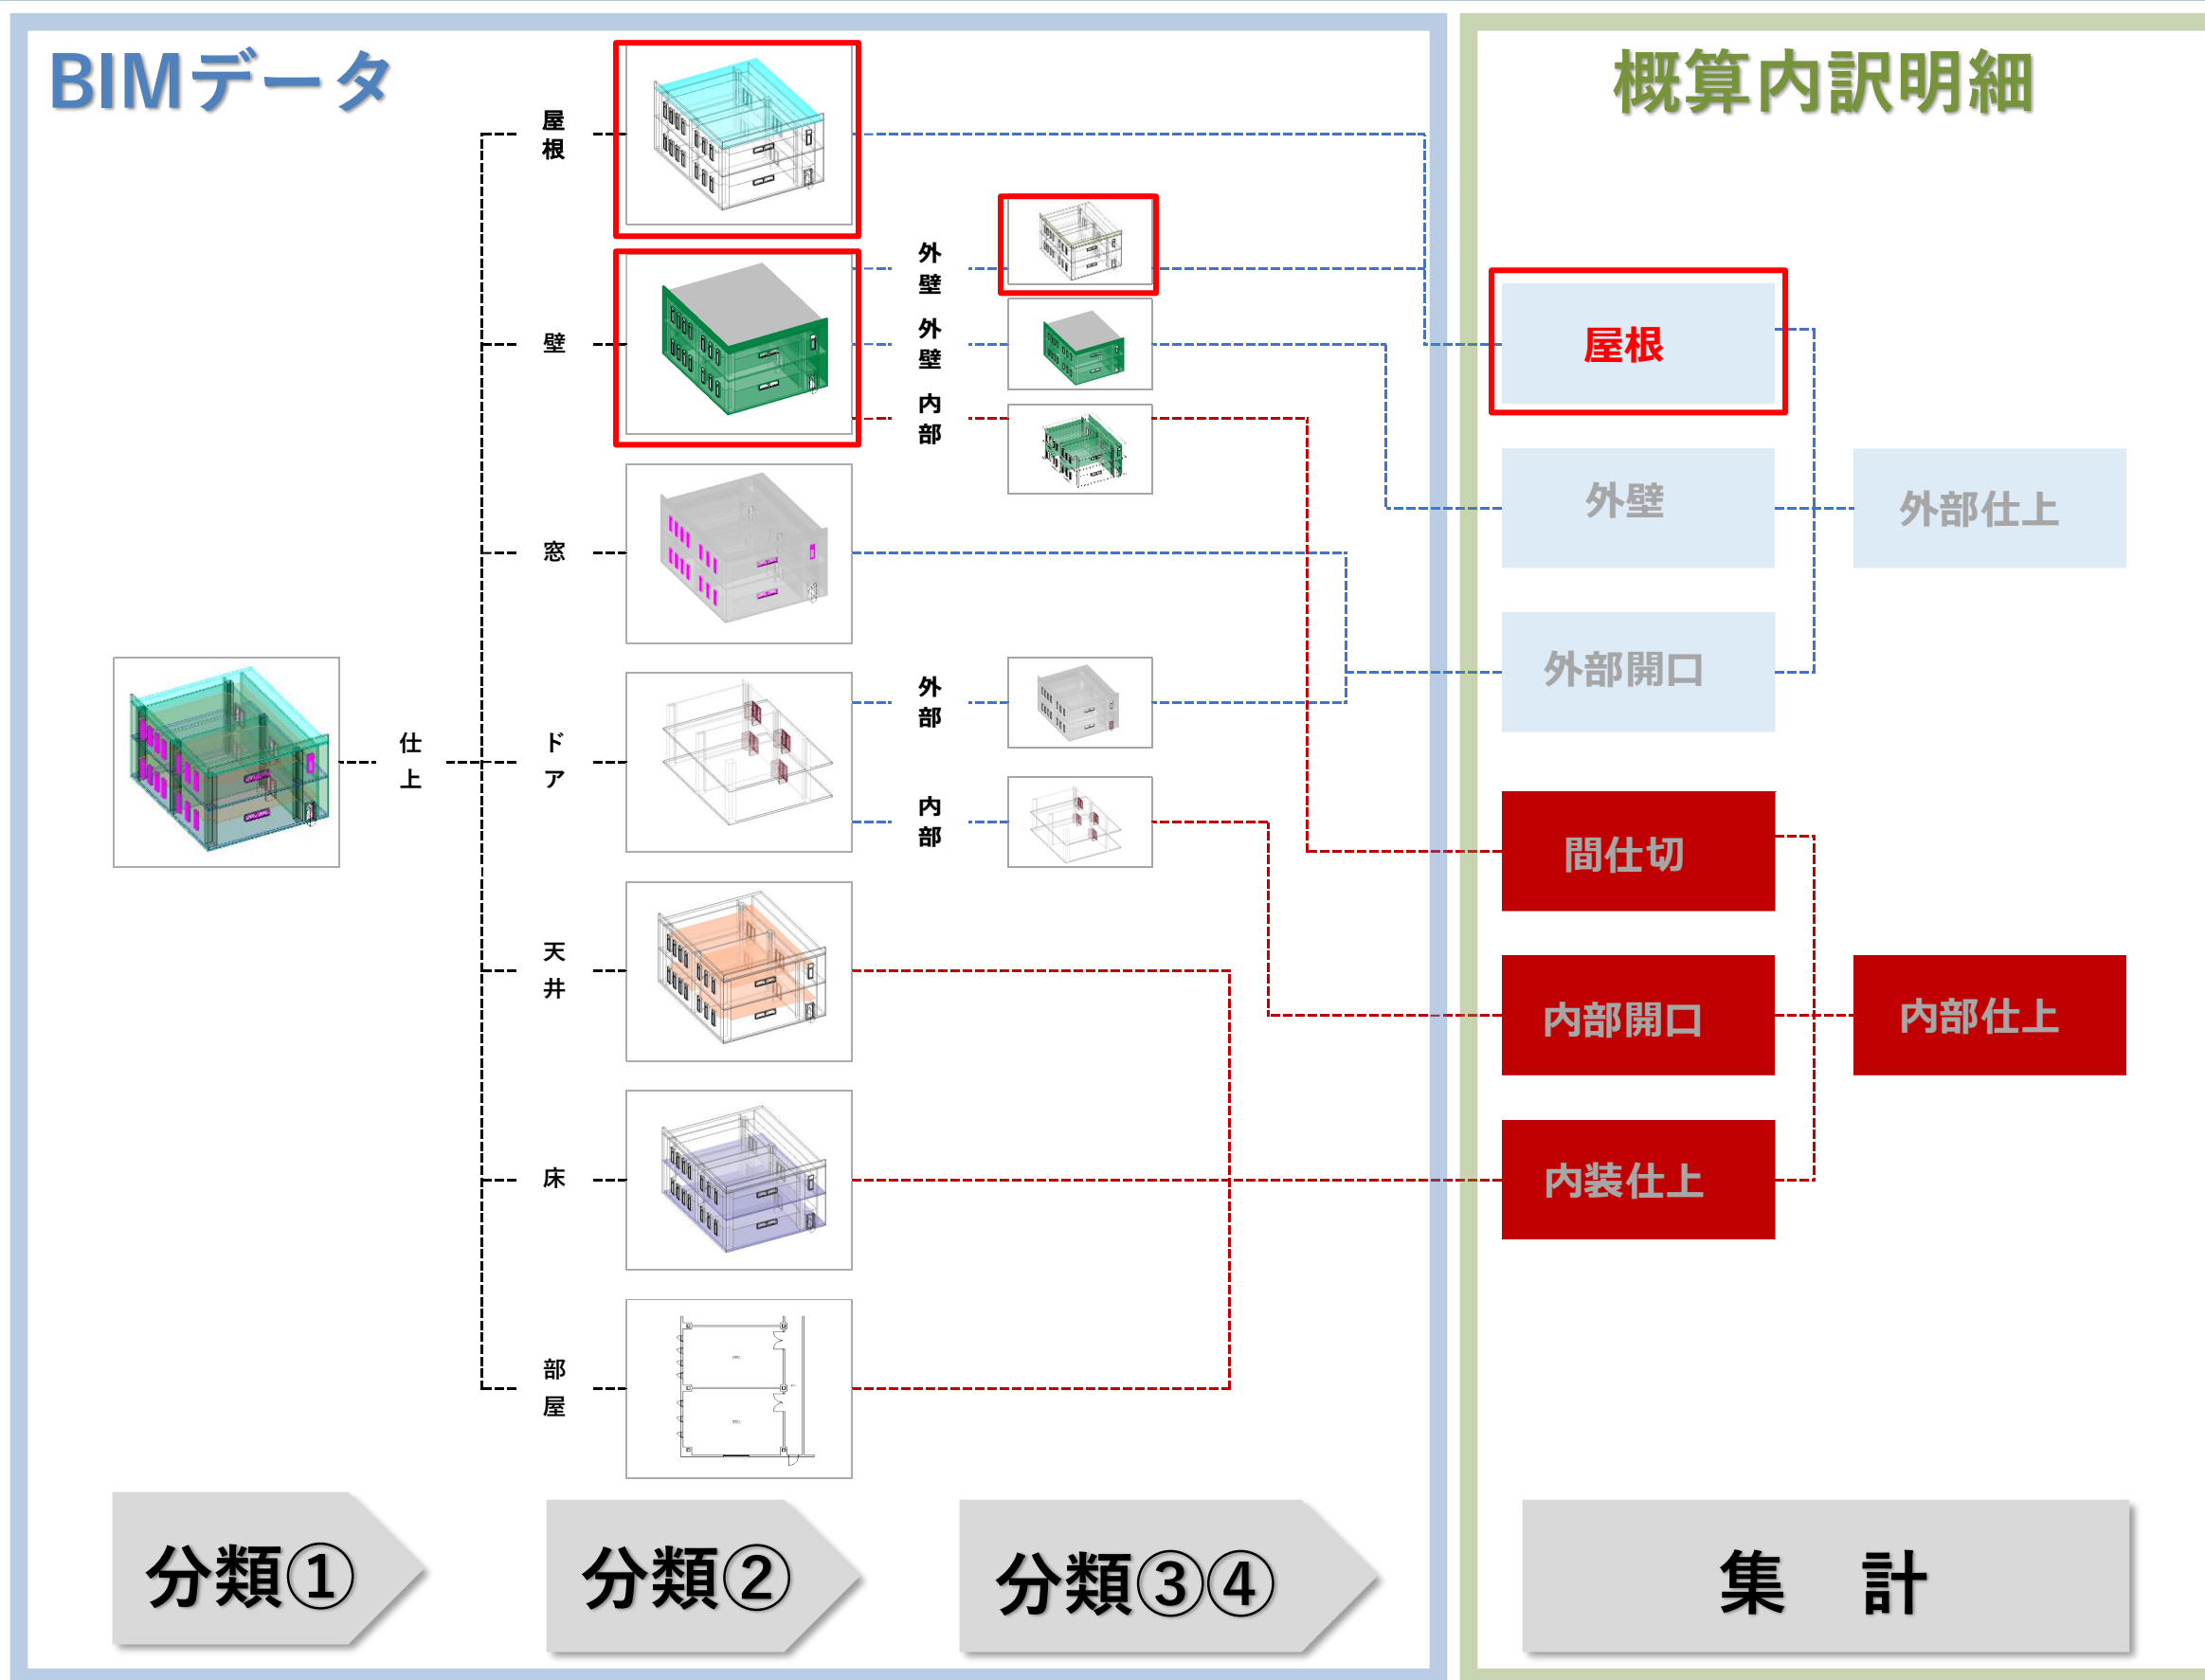 BIMデータ
概算内訳明細
屋根
外壁
壁
外壁
内部
窓
仕上
ドア
外部
内部
天井
床
部屋
屋根
外壁
外部仕上
外部開口
間仕切
内部開口
内部仕上
内装仕上
分類①
分類②
分類③④
集 計